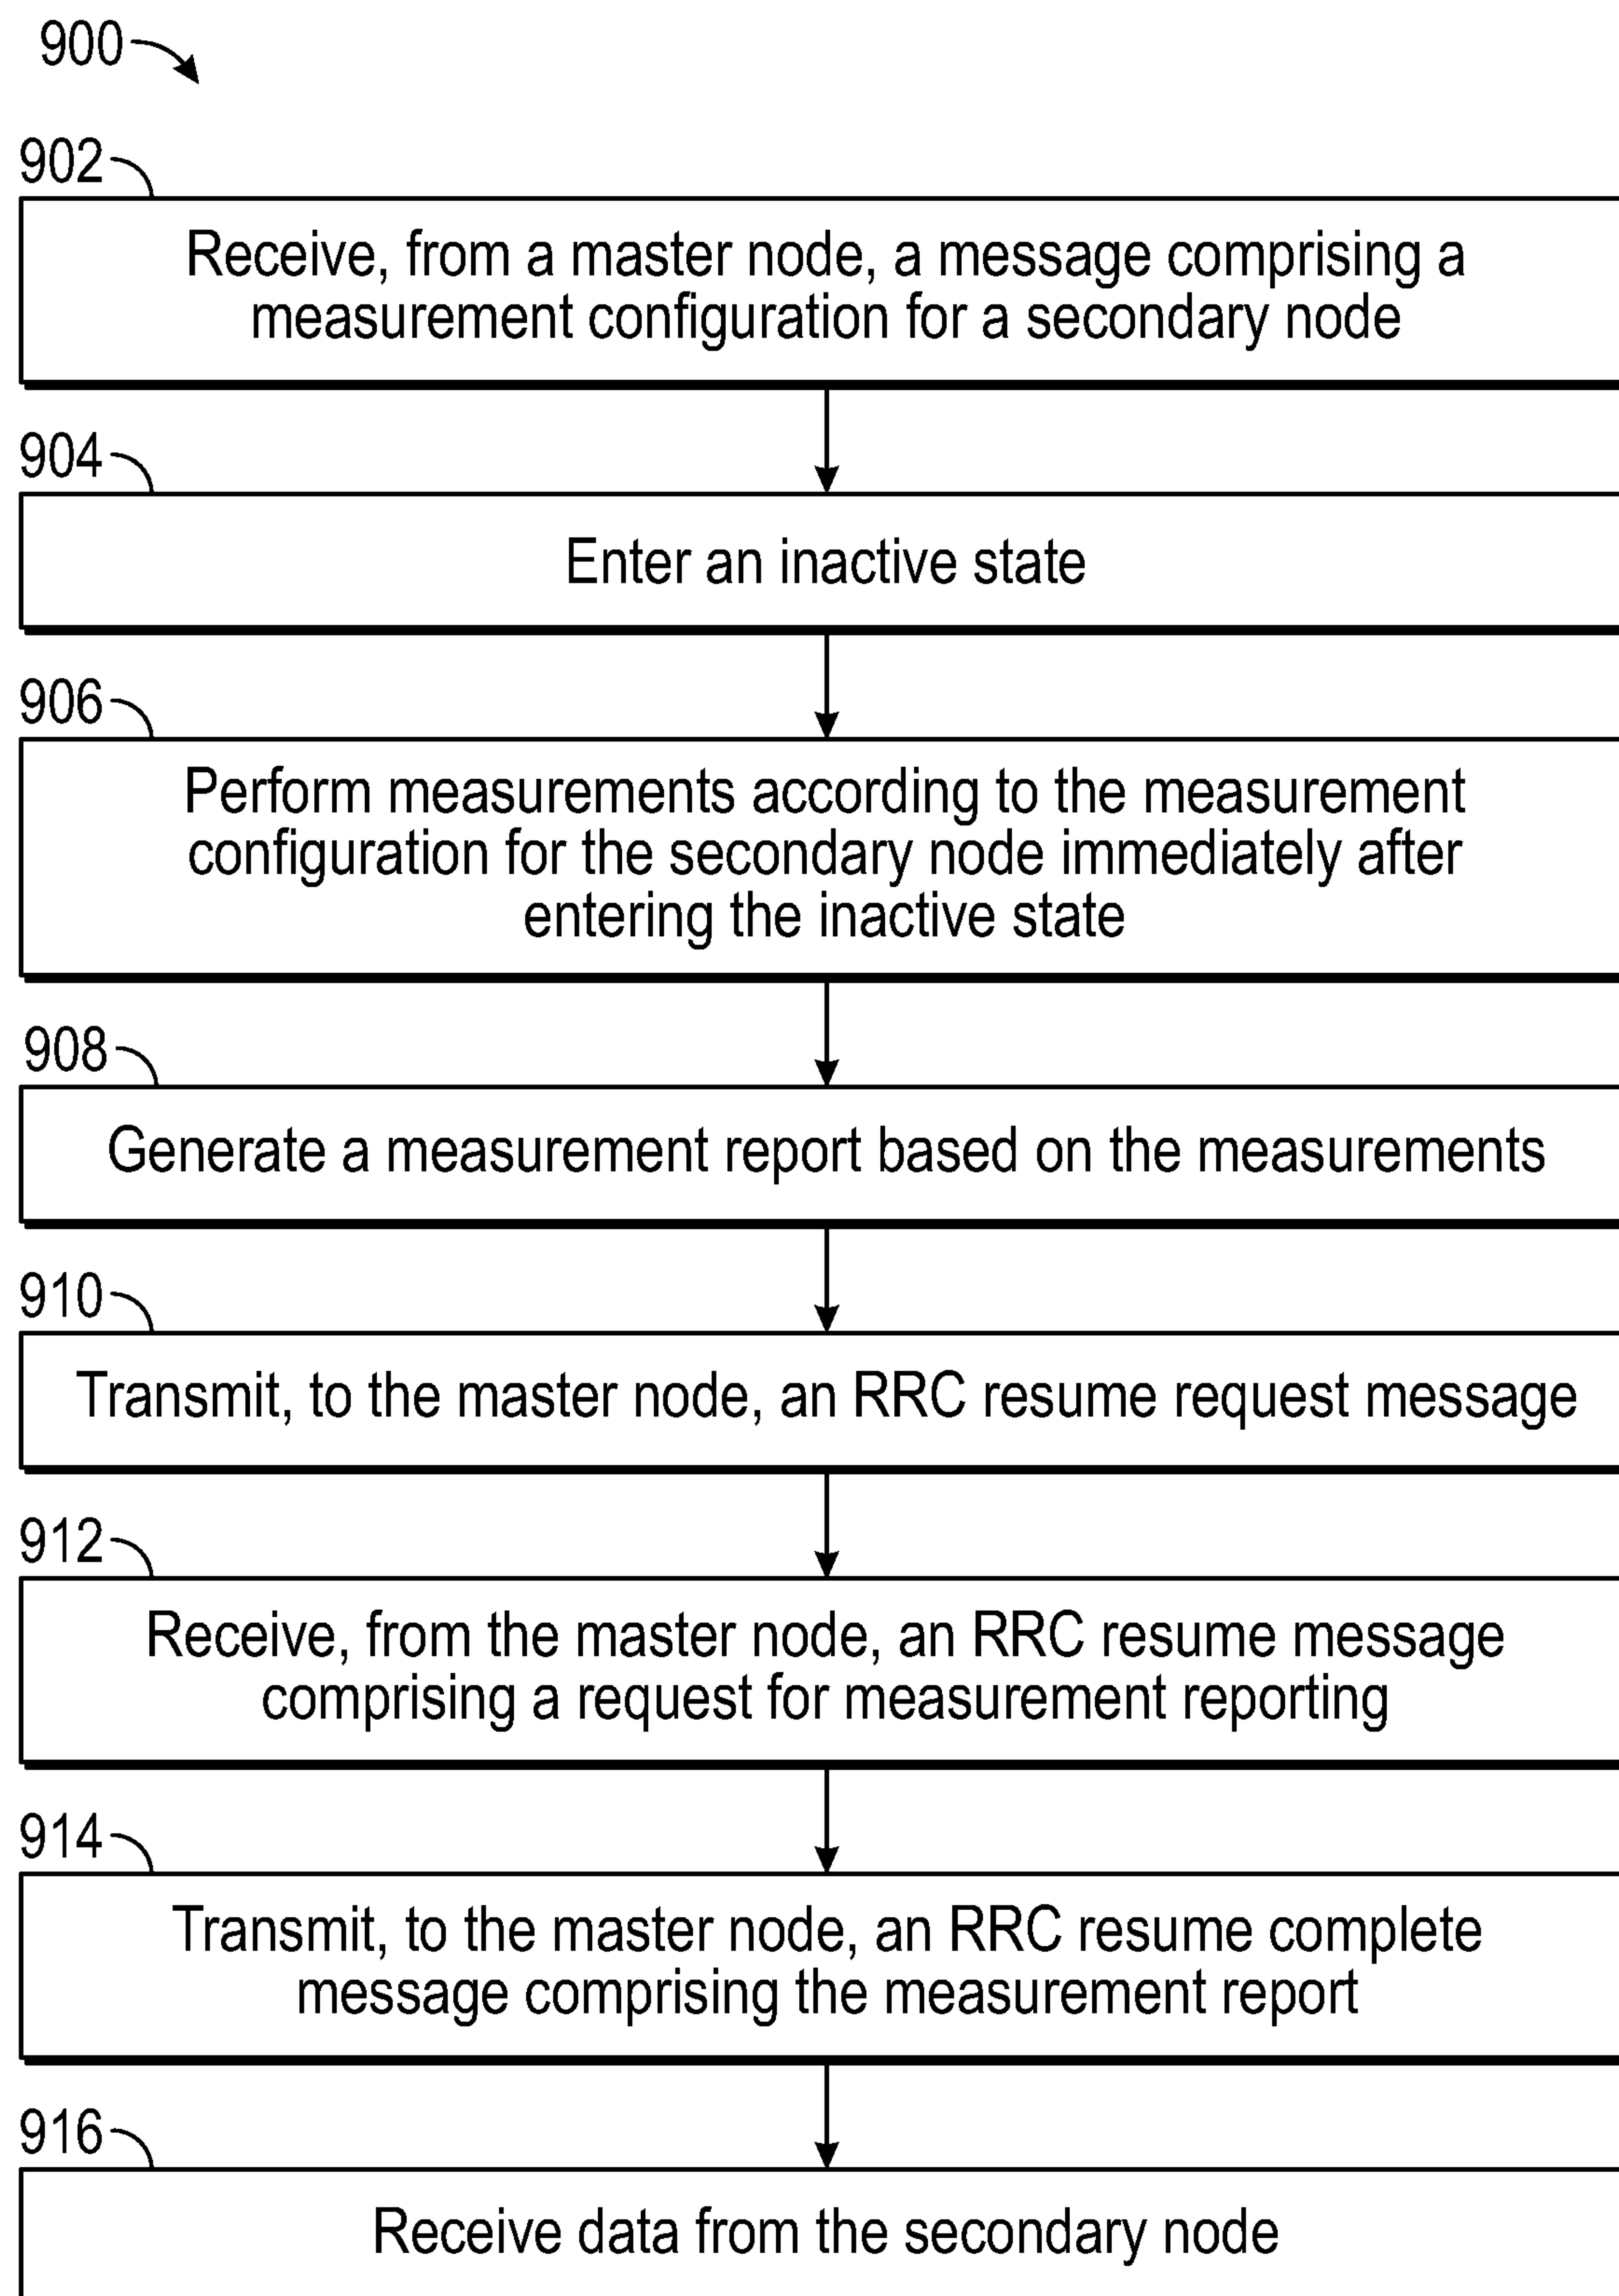 900
902
Receive, from a master node, a message comprising a
measurement configuration for a secondary node
904
Enter an inactive state
906
Perform measurements according to the measurement
configuration for the secondary node immediately after
entering the inactive state
908
Generate a measurement report based on the measurements
910
Transmit, to the master node, an RRC resume request message
912
Receive, from the master node, an RRC resume message
comprising a request for measurement reporting
914
Transmit, to the master node, an RRC resume complete
message comprising the measurement report
916
Receive data from the secondary node